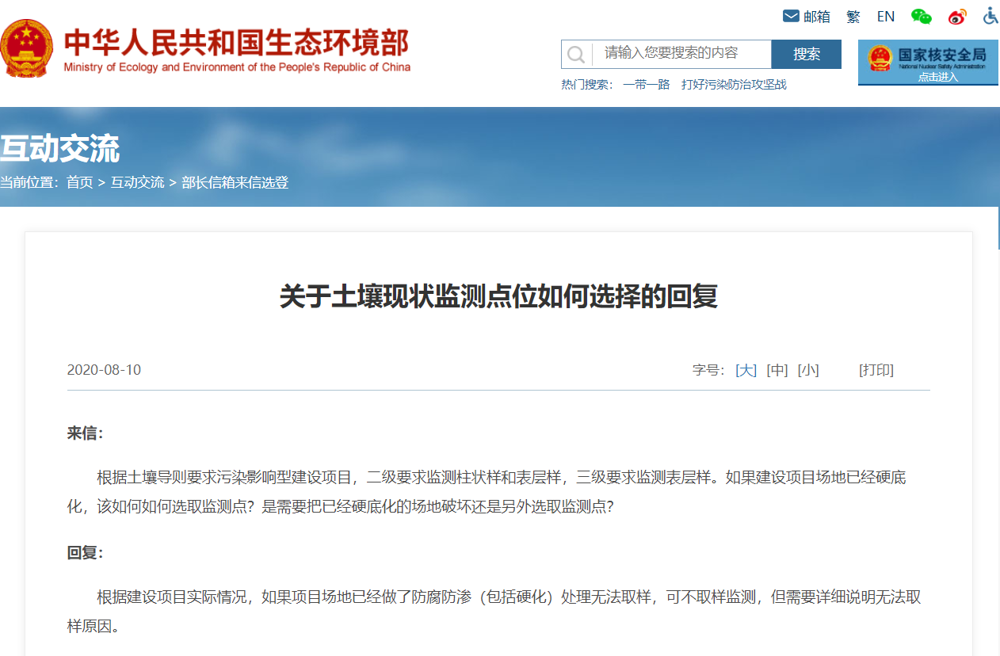 邮箱 繁 EN
中华人民共和国生态环境部
Ministry of Ecology and Environment of the People's Republic of China
请输入您要搜索的内容 搜索
热门搜索： 一带一路 打好污染防治攻坚战
国家核安全局
National Nuclear Safety Administration
点击进入
互动交流
当前位置：首页 > 互动交流 > 部长信箱来信选登
关于土壤现状监测点位如何选择的回复
2020-08-10 字号： [大] [中] [小] [打印]
来信：
根据土壤导则要求污染影响型建设项目，二级要求监测柱状样和表层样，三级要求监测表层样。如果建设项目场地已经硬底
化，该如何如何选取监测点？是需要把已经硬底化的场地破坏还是另外选取监测点？
回复：
根据建设项目实际情况，如果项目场地已经做了防腐防渗（包括硬化）处理无法取样，可不取样监测，但需要详细说明无法取
样原因。